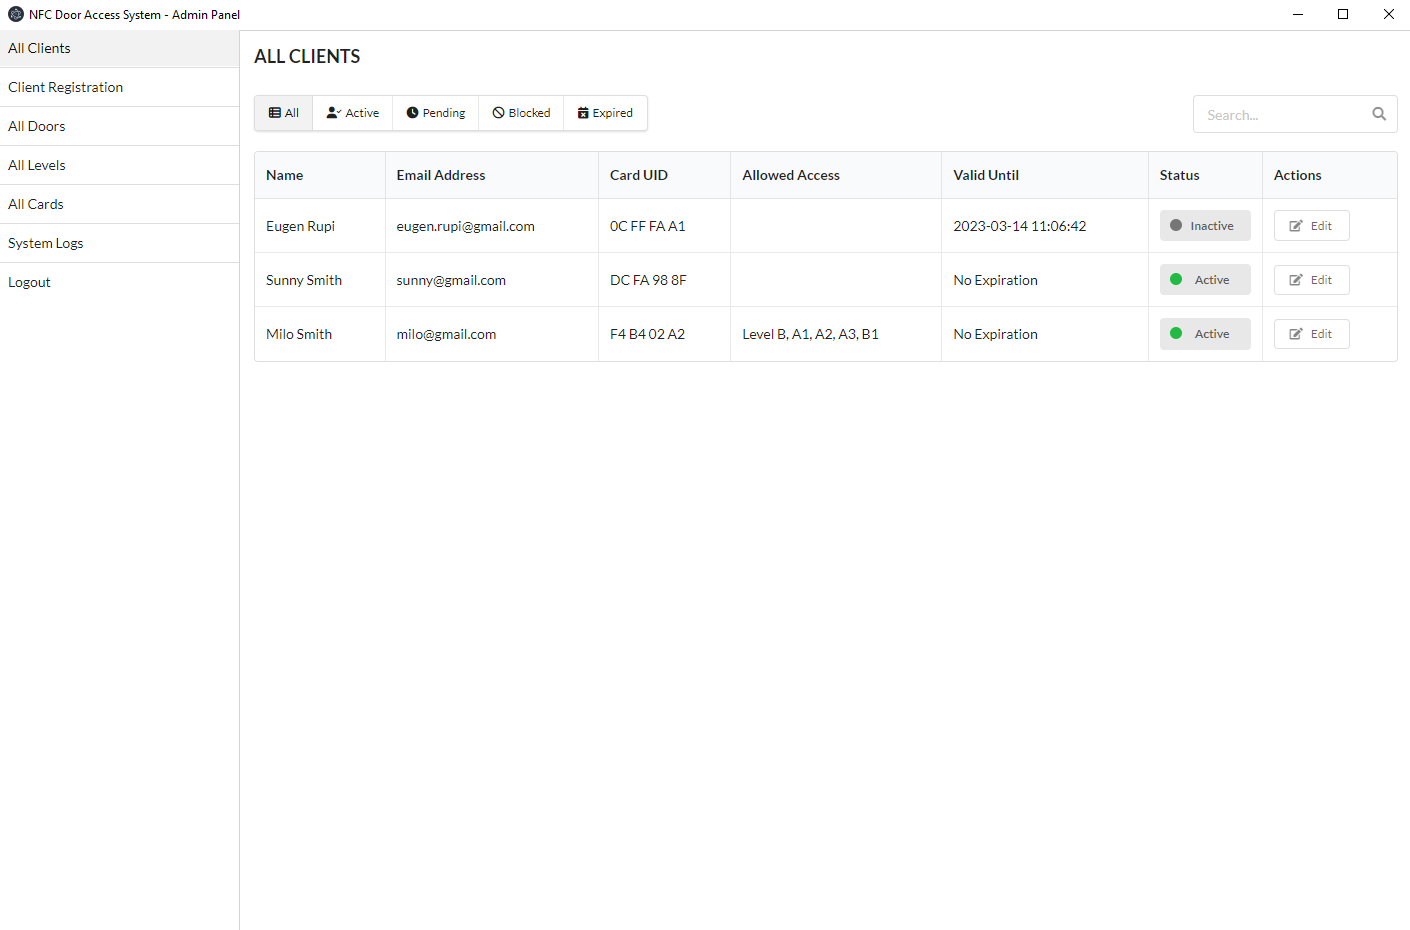 NFC Door Access System - Admin Panel
All Clients
Client Registration
All Doors
All Levels
All Cards
System Logs
Logout
ALL CLIENTS
All Active Pending Blocked Expired
Search...
Name Email Address Card UID Allowed Access Valid Until Status Actions
Eugen Rupi eugen.rupi@gmail.com 0C FF FA A1 2023-03-14 11:06:42 Inactive Edit
Sunny Smith sunny@gmail.com DC FA 98 8F No Expiration Active Edit
Milo Smith milo@gmail.com F4 B4 02 A2 Level B, A1, A2, A3, B1 No Expiration Active Edit